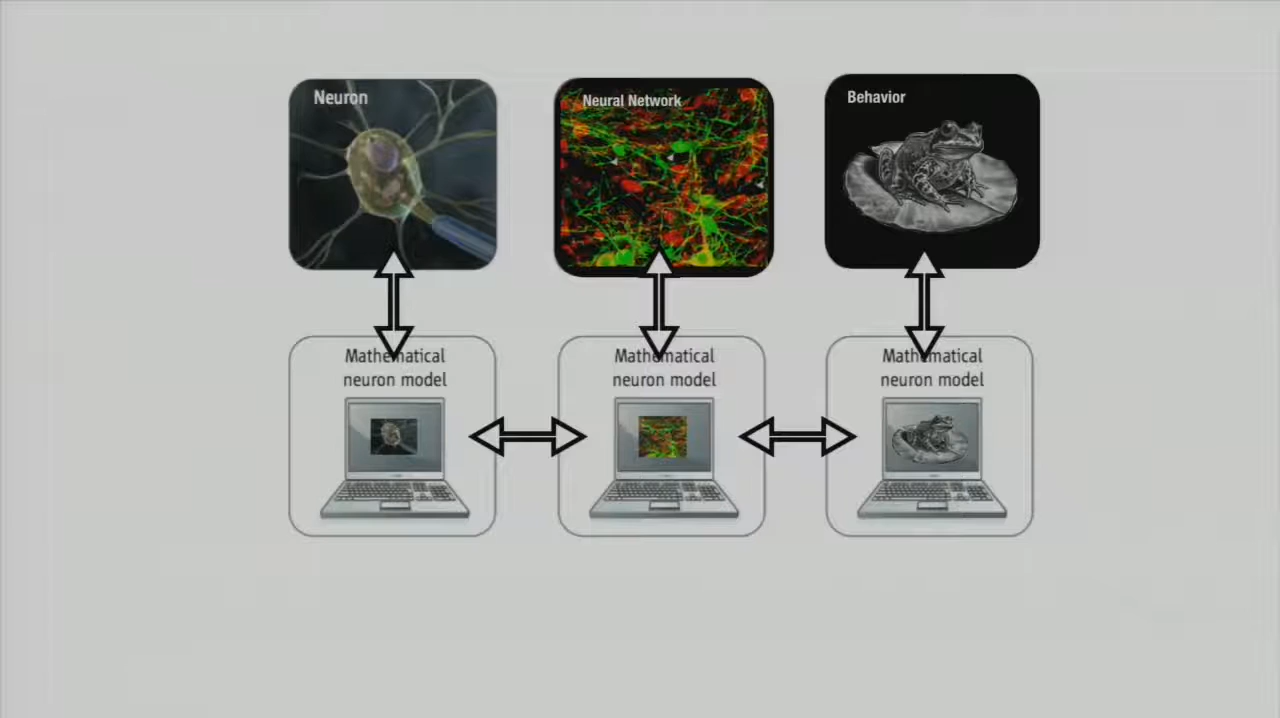 Neuron
Neural Network
Behavior
Mathematical
neuron model
Mathematical
neuron model
Mathematical
neuron model